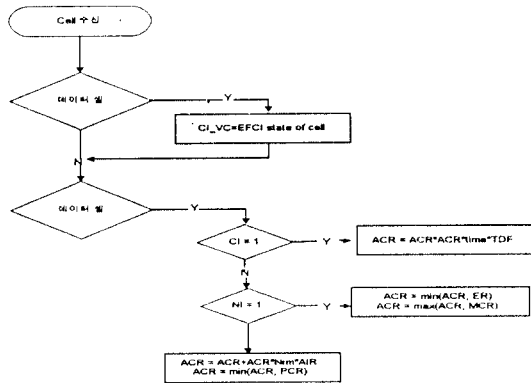 Cell 수신
데이터 셀
Y
CI_VC=EFCI state of cell
N
데이터 셀
Y
CI = 1
Y
ACR = ACR*ACR*time*TDF
N
NI = 1
Y
ACR = min(ACR, ER)
ACR = max(ACR, MCR)
ACR = ACR+ACR*Nrm*AIR
ACR = min(ACR, PCR)